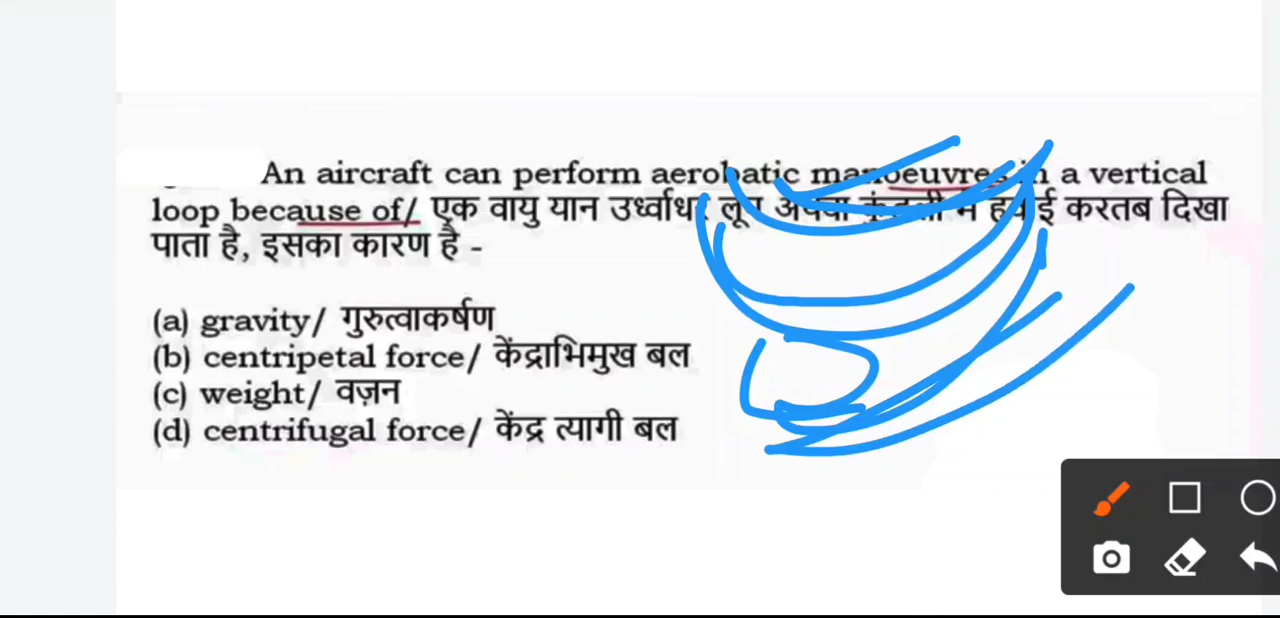 An aircraft can perform aerobatic manoeuvres in a vertical
loop because of/ एक वायु यान उर्ध्वाधर लूप अथवा कुंडली में हवाई करतब दिखा
पाता है, इसका कारण है -
(a) gravity/ गुरुत्वाकर्षण
(b) centripetal force/ केंद्राभिमुख बल
(c) weight/ वज़न
(d) centrifugal force/ केंद्र त्यागी बल